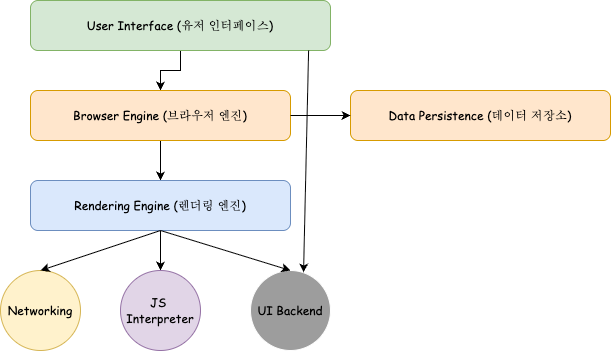 User Interface (유저 인터페이스)
Browser Engine (브라우저 엔진)
Data Persistence (데이터 저장소)
Rendering Engine (렌더링 엔진)
Networking
JS
Interpreter
UI Backend